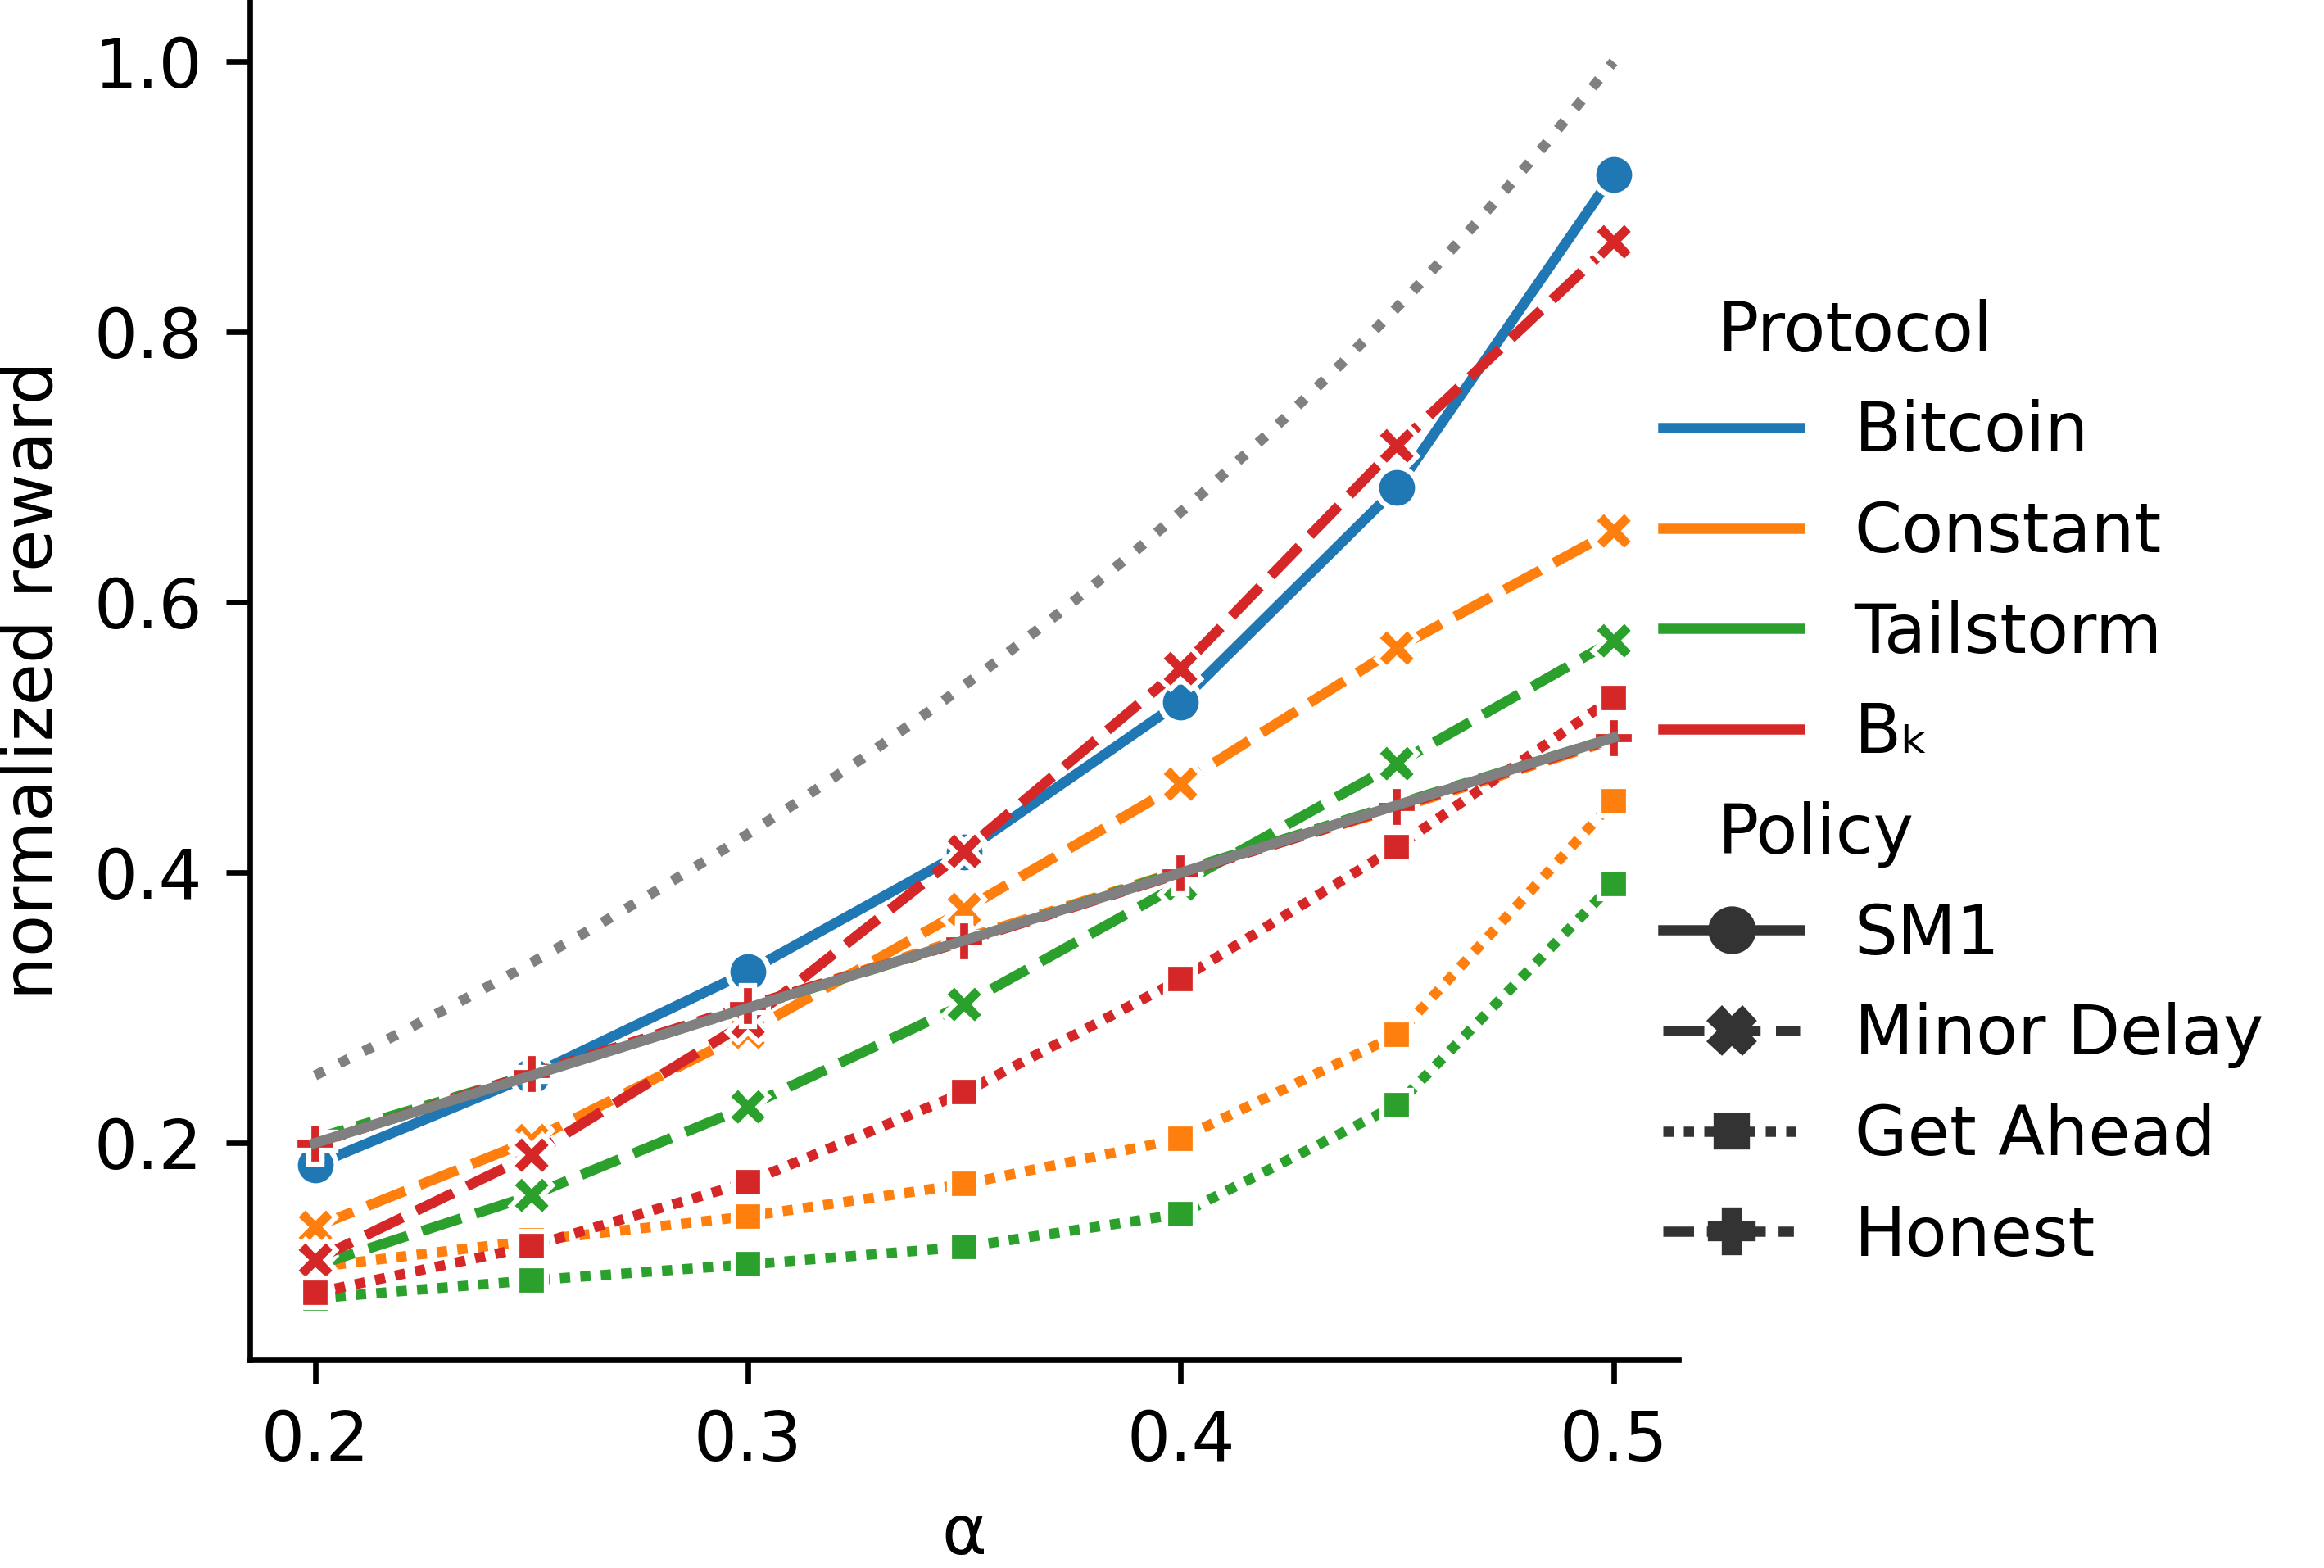 normalized reward
1.0
0.8
0.6
0.4
0.2
0.2
0.3
0.4
0.5
α
Protocol
Bitcoin
Constant
Tailstorm
Bₖ
Policy
SM1
Minor Delay
Get Ahead
Honest